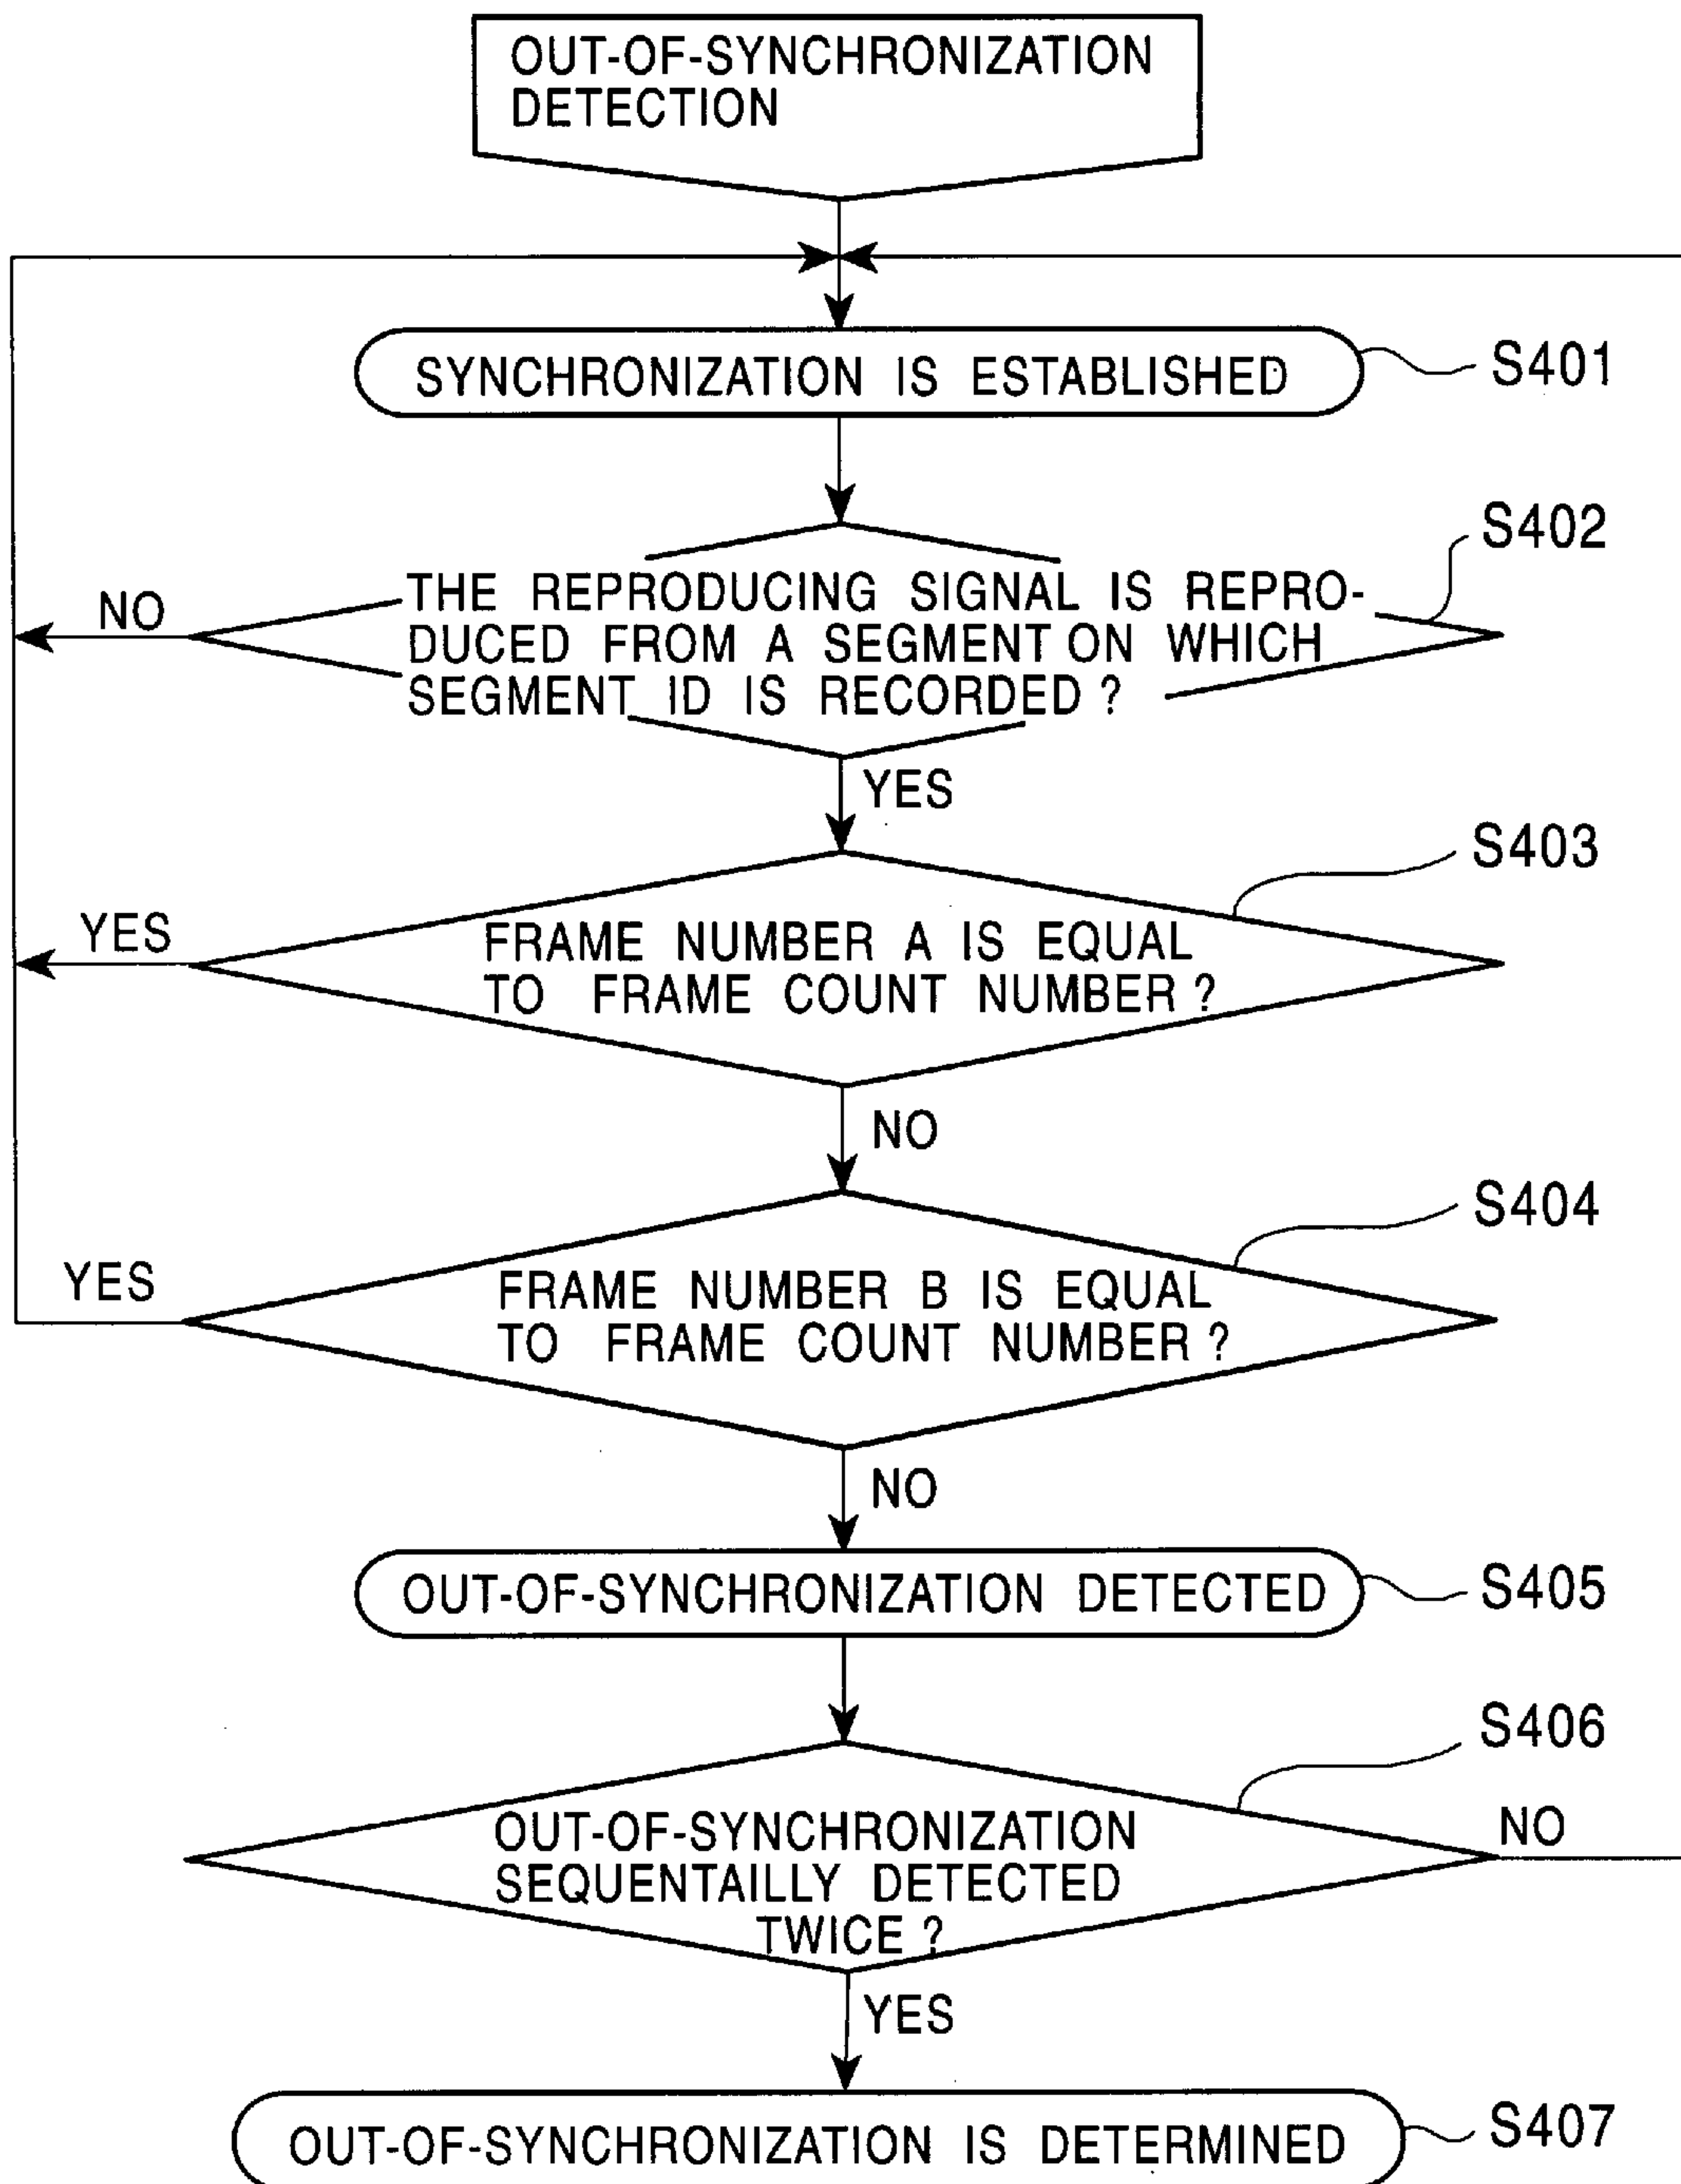 OUT-OF-SYNCHRONIZATION
DETECTION
SYNCHRONIZATION IS ESTABLISHED
S401
S402
THE REPRODUCING SIGNAL IS REPRO-
DUCED FROM A SEGMENT ON WHICH
SEGMENT ID IS RECORDED ?
NO
YES
S403
YES
FRAME NUMBER A IS EQUAL
TO FRAME COUNT NUMBER ?
NO
S404
YES
FRAME NUMBER B IS EQUAL
TO FRAME COUNT NUMBER ?
NO
OUT-OF-SYNCHRONIZATION DETECTED
S405
S406
OUT-OF-SYNCHRONIZATION
SEQUENTAILLY DETECTED
TWICE ?
NO
YES
OUT-OF-SYNCHRONIZATION IS DETERMINED
S407